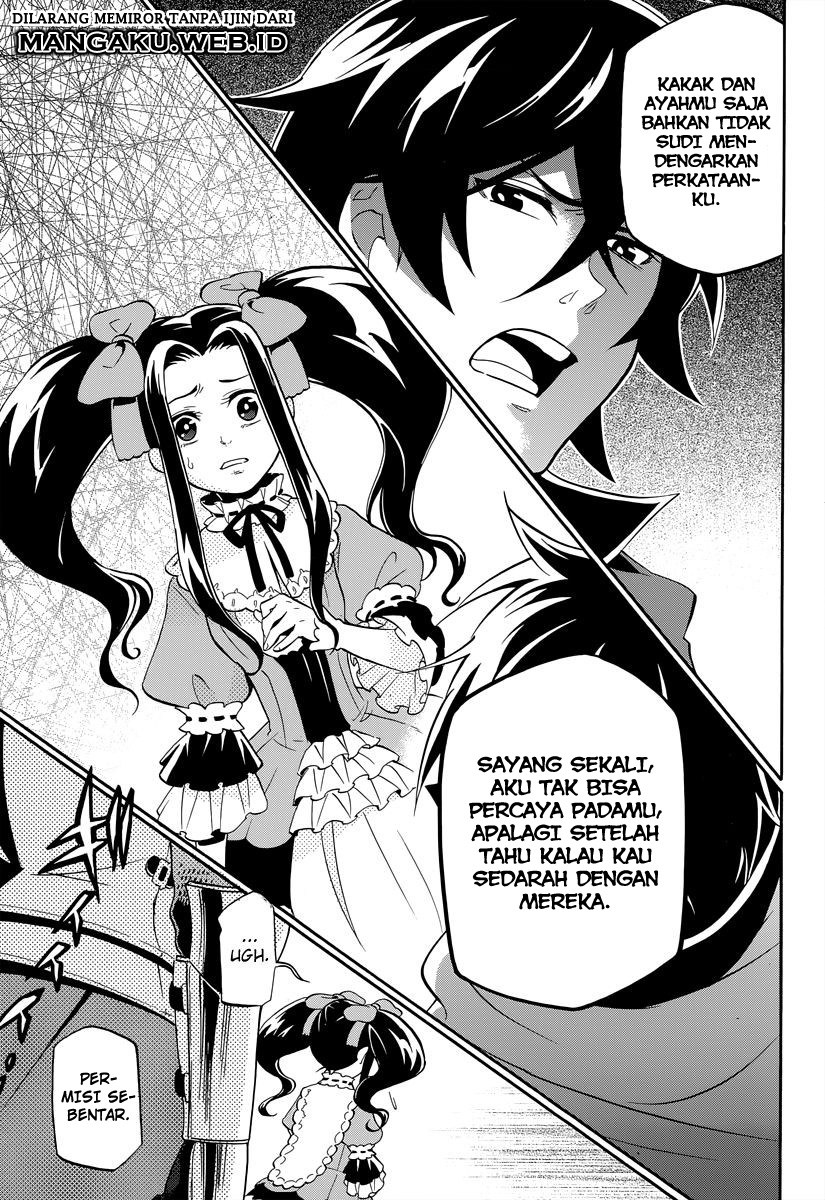 DILARANG MEMIROR TANPA IJIN DARI
MANGAKU.WEB.ID
KAKAK DAN
AYAHMU SAJA
BAHKAN TIDAK
SUDI MEN-
DENGARKAN
PERKATAAN-
KU.
SAYANG SEKALI,
AKU TAK BISA
PERCAYA PADAMU,
APALAGI SETELAH
TAHU KALAU KAU
SEDARAH DENGAN
MEREKA.
...
UGH.
PER-
MISI SE-
BENTAR.